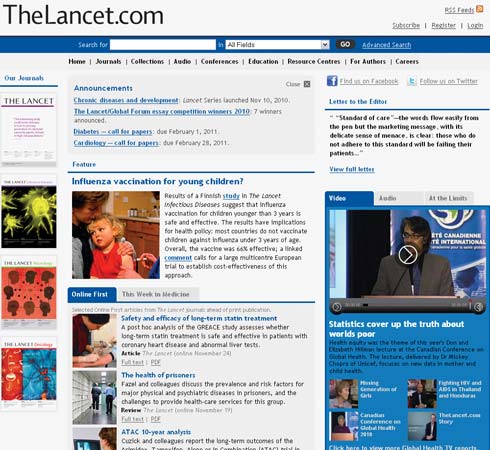 TheLancet.com
RSS Feeds
Subscribe | Register | Login
Search for In All Fields GO Advanced Search
Home | Journals | Collections | Audio | Conferences | Education | Resource Centres | For Authors | Careers
Our Journals
THE LANCET
THE LANCET
THE LANCET Neurology
THE LANCET Oncology
Close
Announcements
Chronic diseases and development: Lancet Series launched Nov 10, 2010.
The Lancet/Global Forum essay competition winners 2010: 7 winners
announced.
Diabetes — call for papers: due February 1, 2011.
Cardiology — call for papers: due February 28, 2011.
Feature
Influenza vaccination for young children?
Results of a Finnish study in The Lancet
Infectious Diseases suggest that influenza
vaccination for children younger than 3 years is
safe and effective. The results have implications
for health policy: most countries do not vaccinate
children against influenza under 3 years of age.
Overall, the vaccine was 66% effective; a linked
comment calls for a large multicentre European
trial to establish cost-effectiveness of this
approach.
Online First This Week in Medicine
Selected Online First articles from The Lancet journals ahead of print publication.
Safety and efficacy of long-term statin treatment
A post hoc analysis of the GREACE study assesses whether
long-term statin treatment is safe and effective in patients with
coronary heart disease and abnormal liver tests.
Article The Lancet (online November 24)
Full text | PDF
The health of prisoners
Fazel and colleagues discuss the prevalence and risk factors for
major physical and psychiatric diseases in prisoners, and the
challenges to provide health-care services for this group.
Review The Lancet (online November 19)
Full text | PDF
ATAC 10-year analysis
Cuzick and colleagues report the long-term outcomes of the
Find us on Facebook Follow us on Twitter
Letter to the Editor
" "Standard of care"—the words flow easily from
the pen but the marketing message, with its
delicate sense of menace, is clear: those who do
not adhere to this standard will be failing their
patients..."
View full letter
Video Audio At the Limits
ÉTÉ CANADIENNE
ÉTÉ INTERNATIONALE
Statistics cover up the truth about
worlds poor
Health equity was the theme of this year's Don and
Elizabeth Hillman lecture at the Canadian Conference on
Global Health. The lecture, delivered by Dr Mickey
Chopra of Unicef, focuses on new data in mother and
child health.
Missing
Generation of
Girls
Fighting HIV and
AIDS in Thailand
and Honduras
Canadian
Conference on
Global Health
2010
TheLancet.com
Story
Click here to view more Global Health TV reports